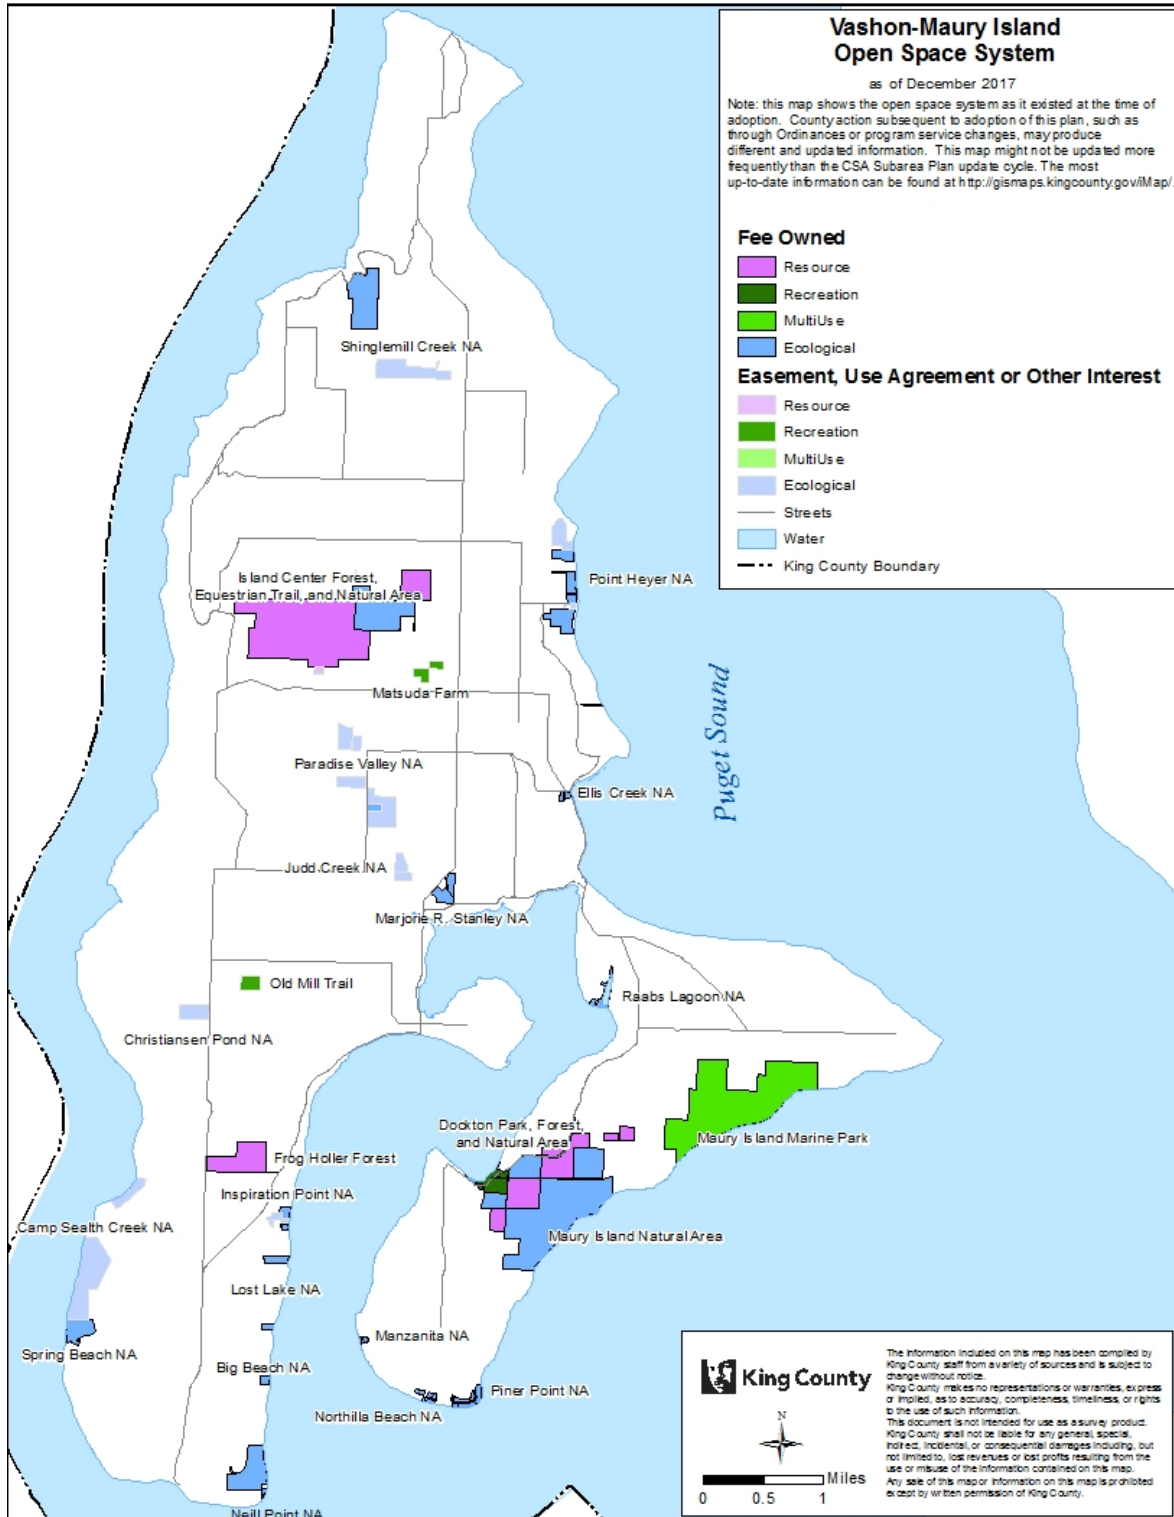 Vashon-Maury Island
Open Space System
as of December 2017
Note: this map shows the open space system as it existed at the time of
adoption. County action subsequent to adoption of this plan, such as
through Ordinances or program service changes, may produce
different and updated information. This map might not be updated more
frequently than the CSA Subarea Plan update cycle. The most
up-to-date information can be found at http://gismaps.kingcounty.gov/iMap/.
Fee Owned
Resource
Recreation
MultiUse
Ecological
Easement, Use Agreement or Other Interest
Resource
Recreation
MultiUse
Ecological
Streets
Water
King County Boundary
Shinglemill Creek NA
Island Center Forest,
Equestrian Trail, and Natural Area
Point Heyer NA
Matsuda Farm
Puget Sound
Paradise Valley NA
Ellis Creek NA
Judd Creek NA
Marjorie R. Stanley NA
Old Mill Trail
Raabs Lagoon NA
Christiansen Pond NA
Dockton Park, Forest,
and Natural Area
Maury Island Marine Park
Frog Holler Forest
Inspiration Point NA
Camp Sealth Creek NA
Maury Island Natural Area
Lost Lake NA
Manzanita NA
Spring Beach NA
Big Beach NA
Piner Point NA
Northilla Beach NA
Neill Point NA
King County
N
0 0.5 1 Miles
The information included on this map has been compiled by
King County staff from a variety of sources and is subject to
change without notice.
King County makes no representations or warranties, express
or implied, as to accuracy, completeness, timeliness, or rights
to the use of such information.
This document is not intended for use as a survey product.
King County shall not be liable for any general, special,
indirect, incidental, or consequential damages including, but
not limited to, lost revenues or lost profits resulting from the
use or misuse of the information contained on this map.
Any sale of this map or information on this map is prohibited
except by written permission of King County.